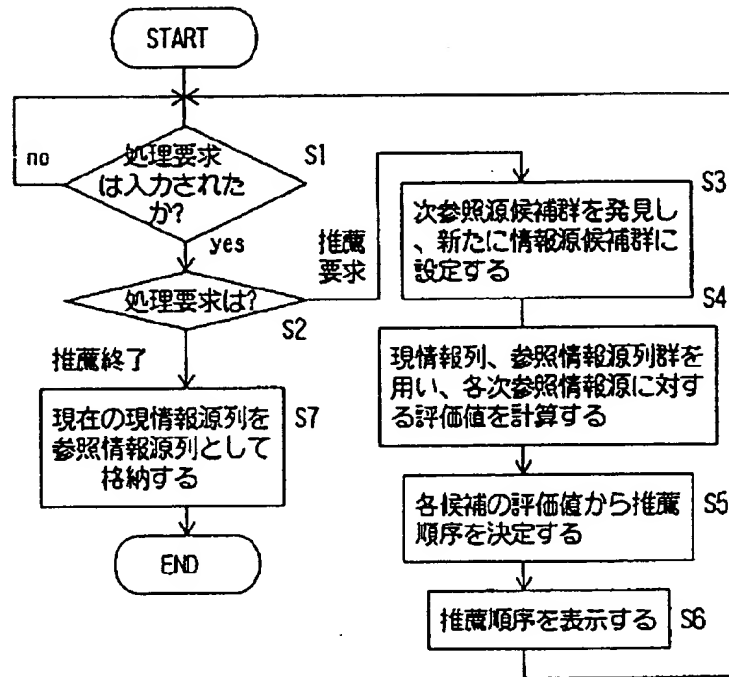 START
no
処理要求
は入力された
か?
S1
yes
処理要求は?
S2
推薦
要求
推薦終了
現在の現情報源列を
参照情報源列として
格納する
S7
END
次参照源候補群を発見し
、新たに情報源候補群に
設定する
S3
現情報列、参照情報源列群を
用い、各次参照情報源に対す
る評価値を計算する
S4
各候補の評価値から推薦
順序を決定する
S5
推薦順序を表示する
S6